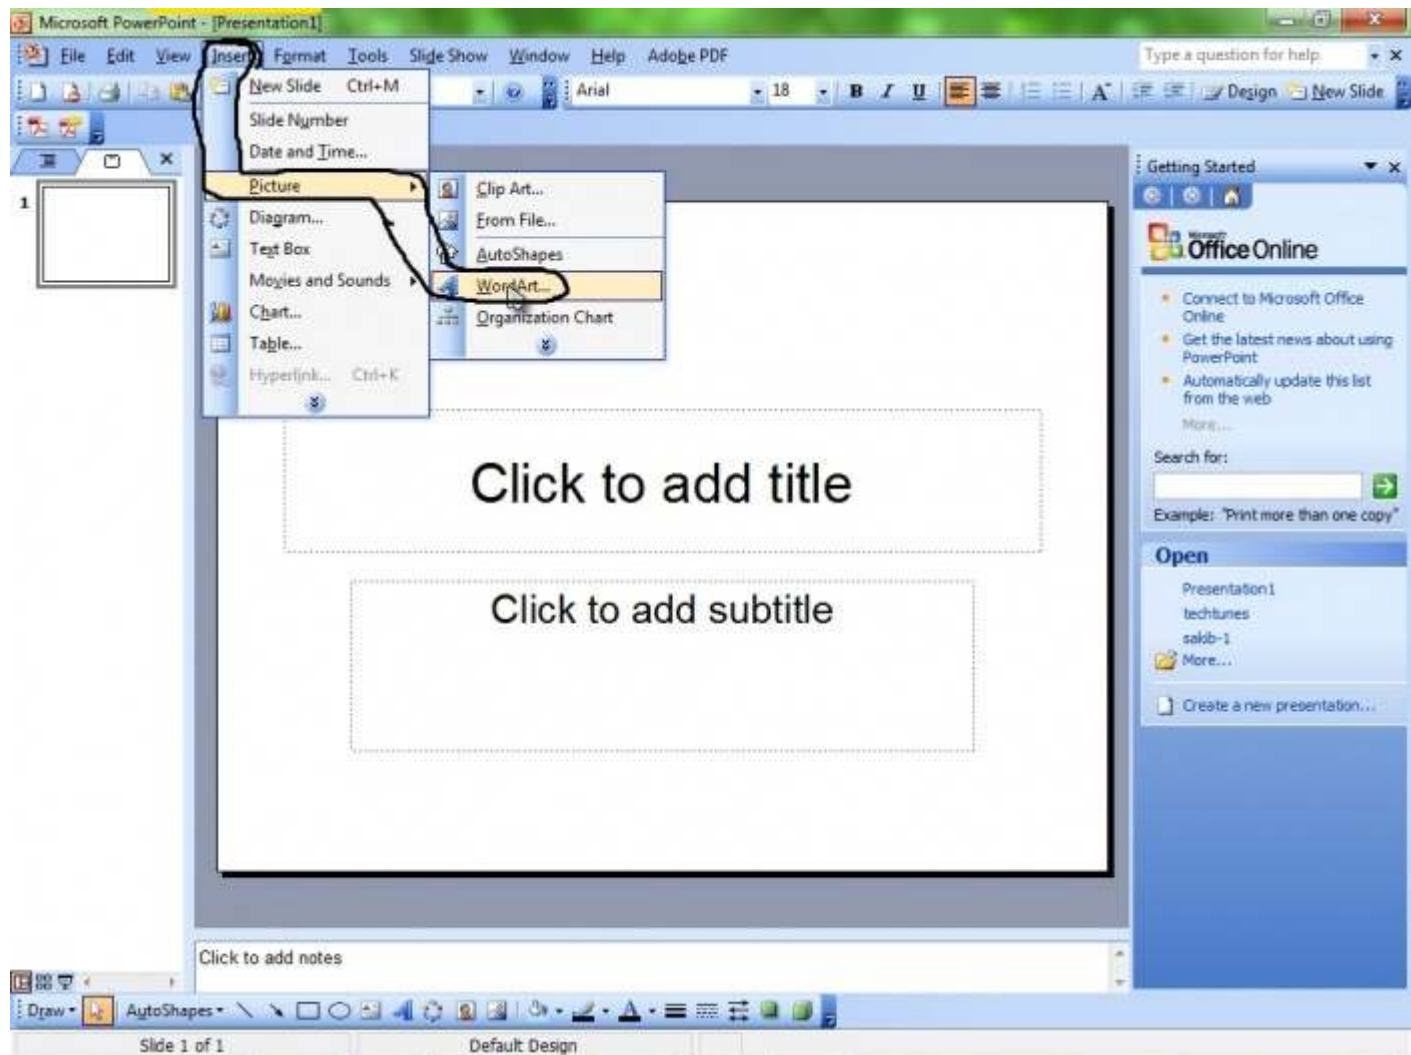 Microsoft PowerPoint - [Presentation1]
File Edit View Insert Format Tools Slide Show Window Help Adobe PDF Type a question for help
Arial 18 B I U A Design New Slide
New Slide Ctrl+M
Slide Number
Date and Time...
Picture
Diagram...
Text Box
Movies and Sounds
Chart...
Table...
Hyperlink... Ctrl+K
Clip Art...
From File...
AutoShapes
WordArt...
Organization Chart
1
Click to add title
Click to add subtitle
Click to add notes
Getting Started
Microsoft
Office Online
Connect to Microsoft Office
Online
Get the latest news about using
PowerPoint
Automatically update this list
from the web
More...
Search for:
Example: "Print more than one copy"
Open
Presentation1
techtunes
sakib-1
More...
Create a new presentation...
Draw AutoShapes A
Slide 1 of 1 Default Design